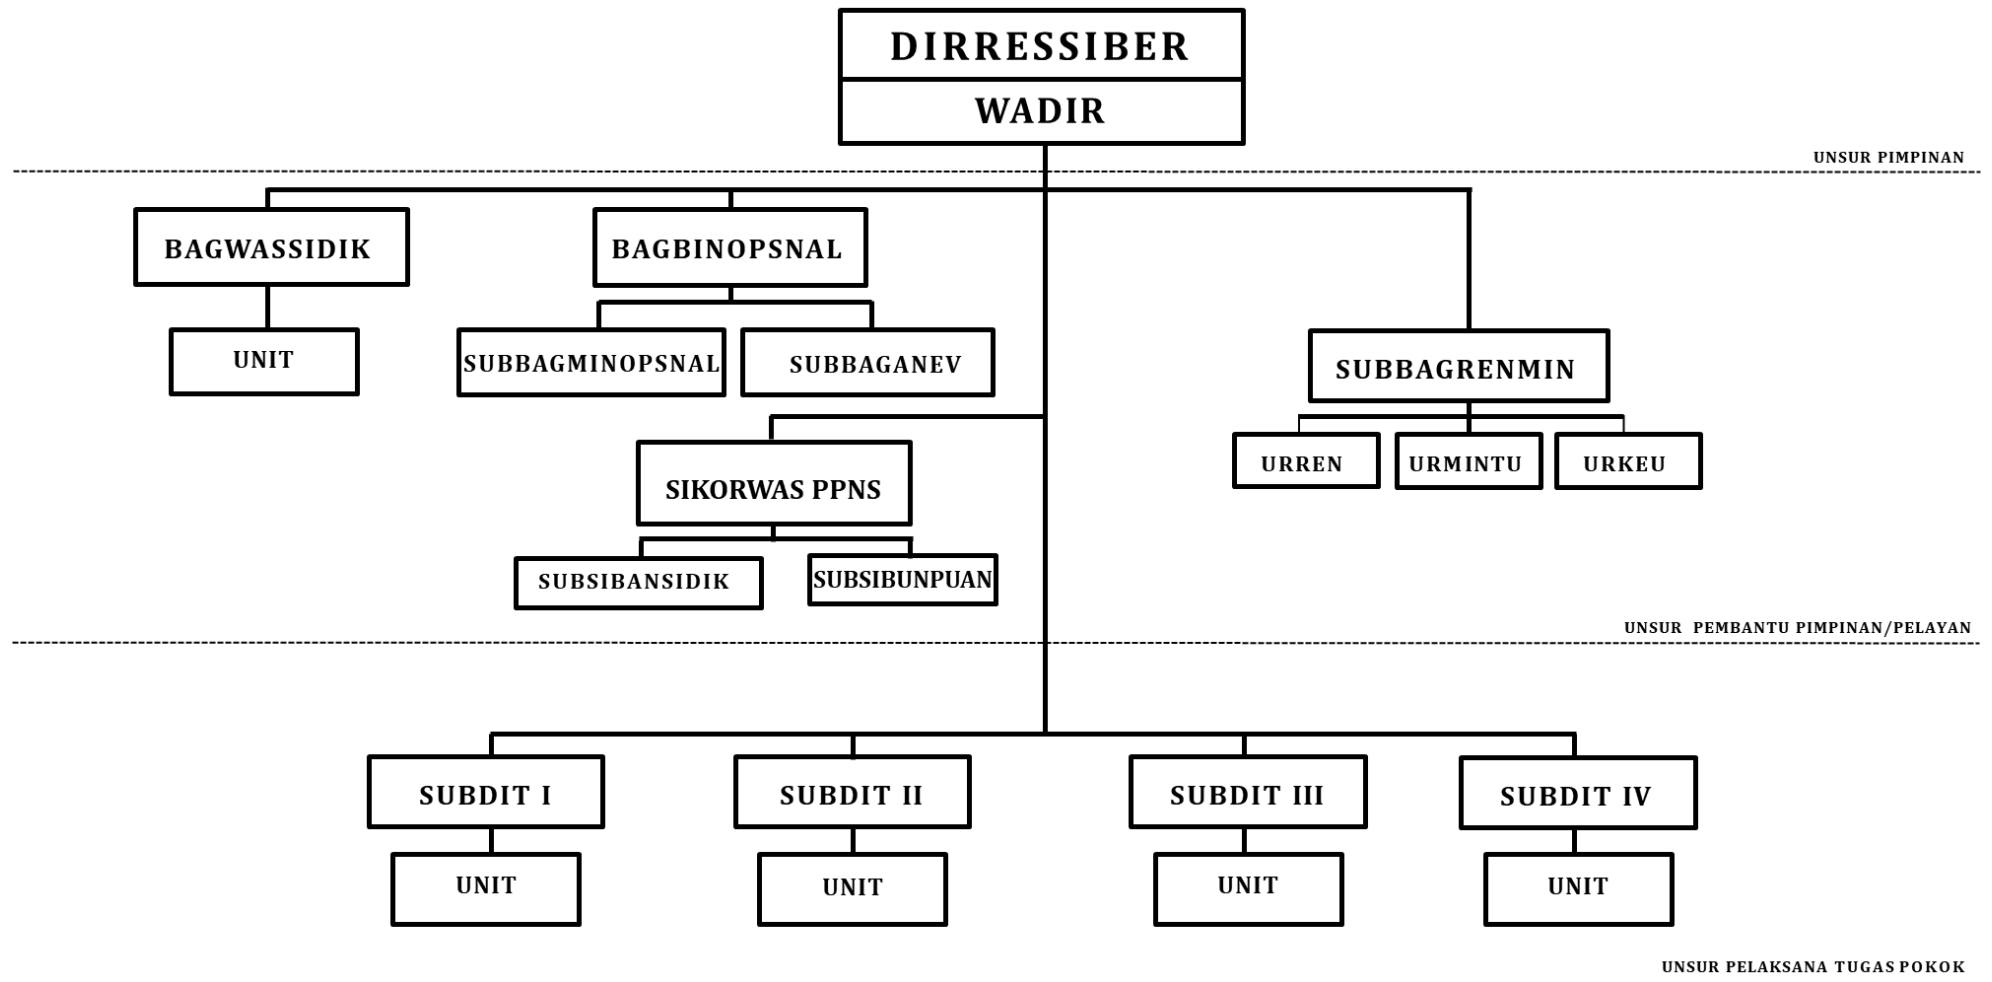 DIRRESSIBER
WADIR
UNSUR PIMPINAN
BAGWASSIDIK
BAGBINOPSNAL
UNIT
SUBBAGMINOPSNAL
SUBBAGANEV
SUBBAGRENMIN
URREN
URMINTU
URKEU
SIKORWAS PPNS
SUBSIBANSIDIK
SUBSIBUNPUAN
UNSUR PEMBANTU PIMPINAN/PELAYAN
SUBDIT I
SUBDIT II
SUBDIT III
SUBDIT IV
UNIT
UNIT
UNIT
UNIT
UNSUR PELAKSANA TUGAS POKOK